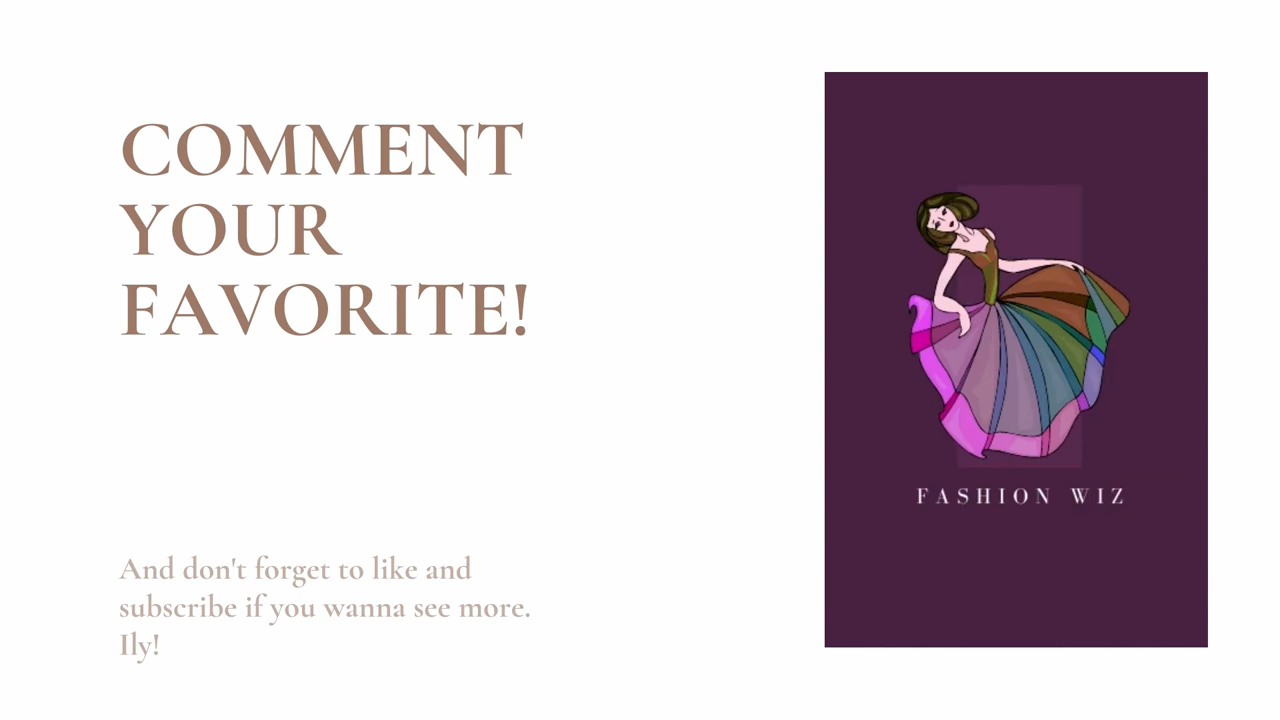 COMMENT
YOUR
FAVORITE!
And don't forget to like and
subscribe if you wanna see more.
Ily!
FASHION WIZ